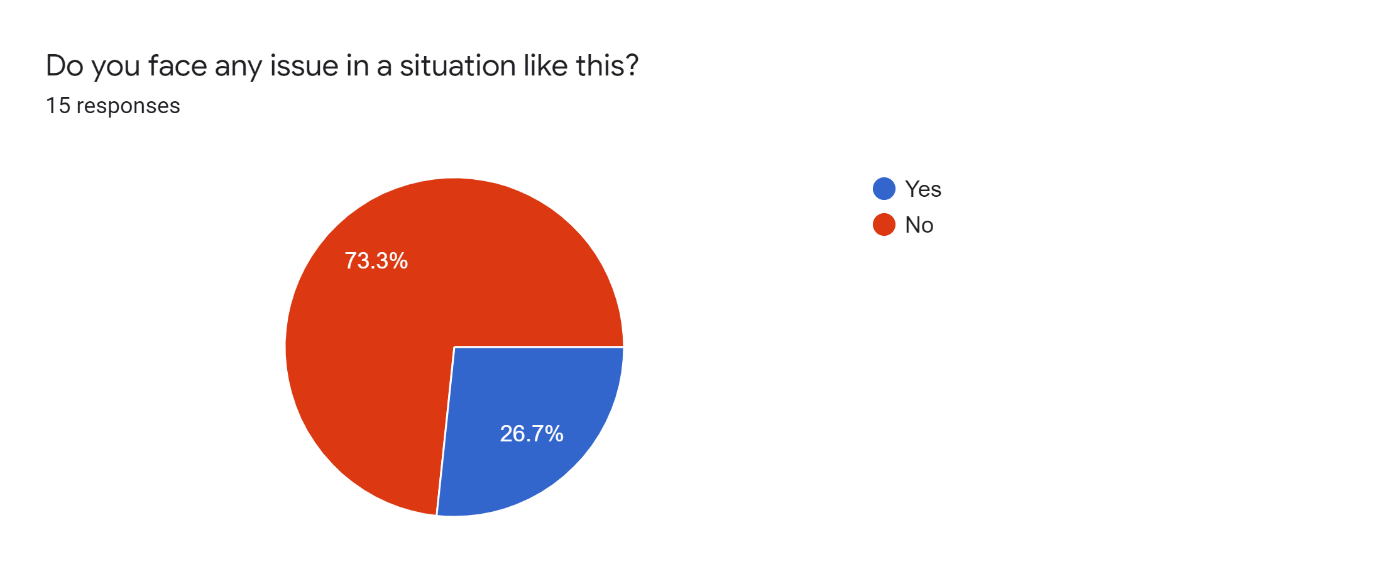 Do you face any issue in a situation like this?
15 responses
73.3%
26.7%
Yes
No